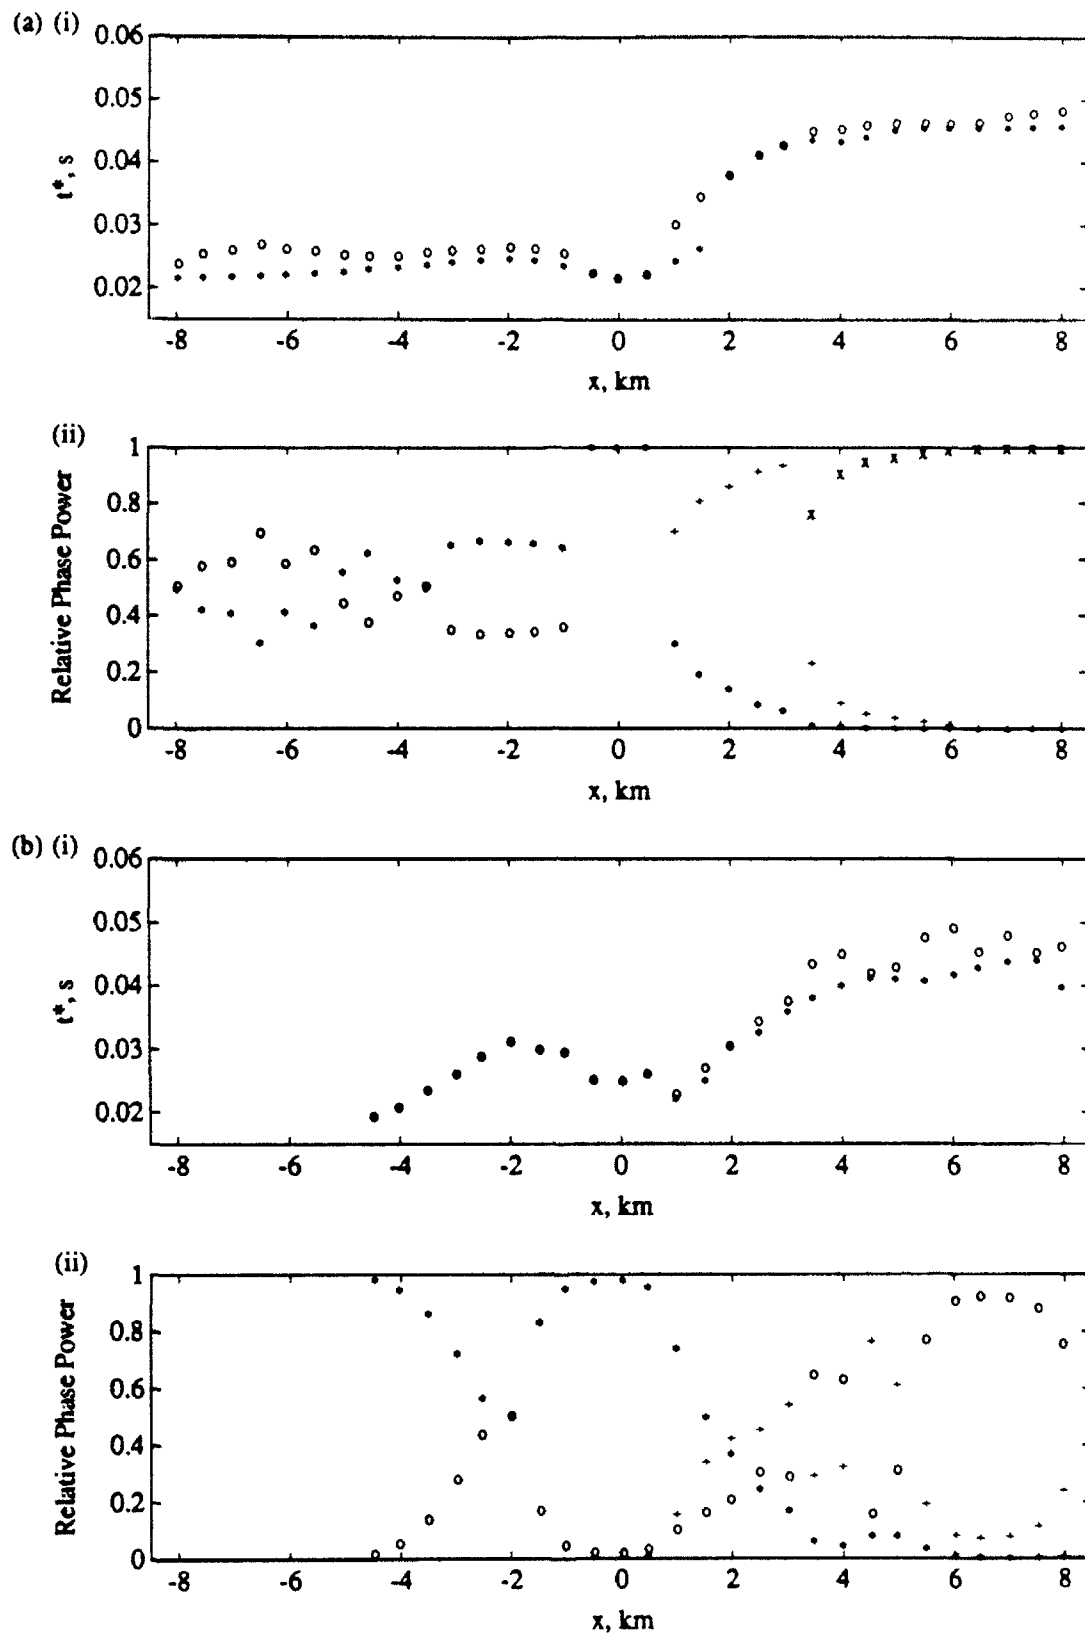 (a) (i)
0.06
0.05
0.04
0.03
0.02
t*, s
-8 -6 -4 -2 0 2 4 6 8
x, km
(ii)
1
0.8
0.6
0.4
0.2
0
Relative Phase Power
-8 -6 -4 -2 0 2 4 6 8
x, km
(b) (i)
0.06
0.05
0.04
0.03
0.02
t*, s
-8 -6 -4 -2 0 2 4 6 8
x, km
(ii)
1
0.8
0.6
0.4
0.2
0
Relative Phase Power
-8 -6 -4 -2 0 2 4 6 8
x, km